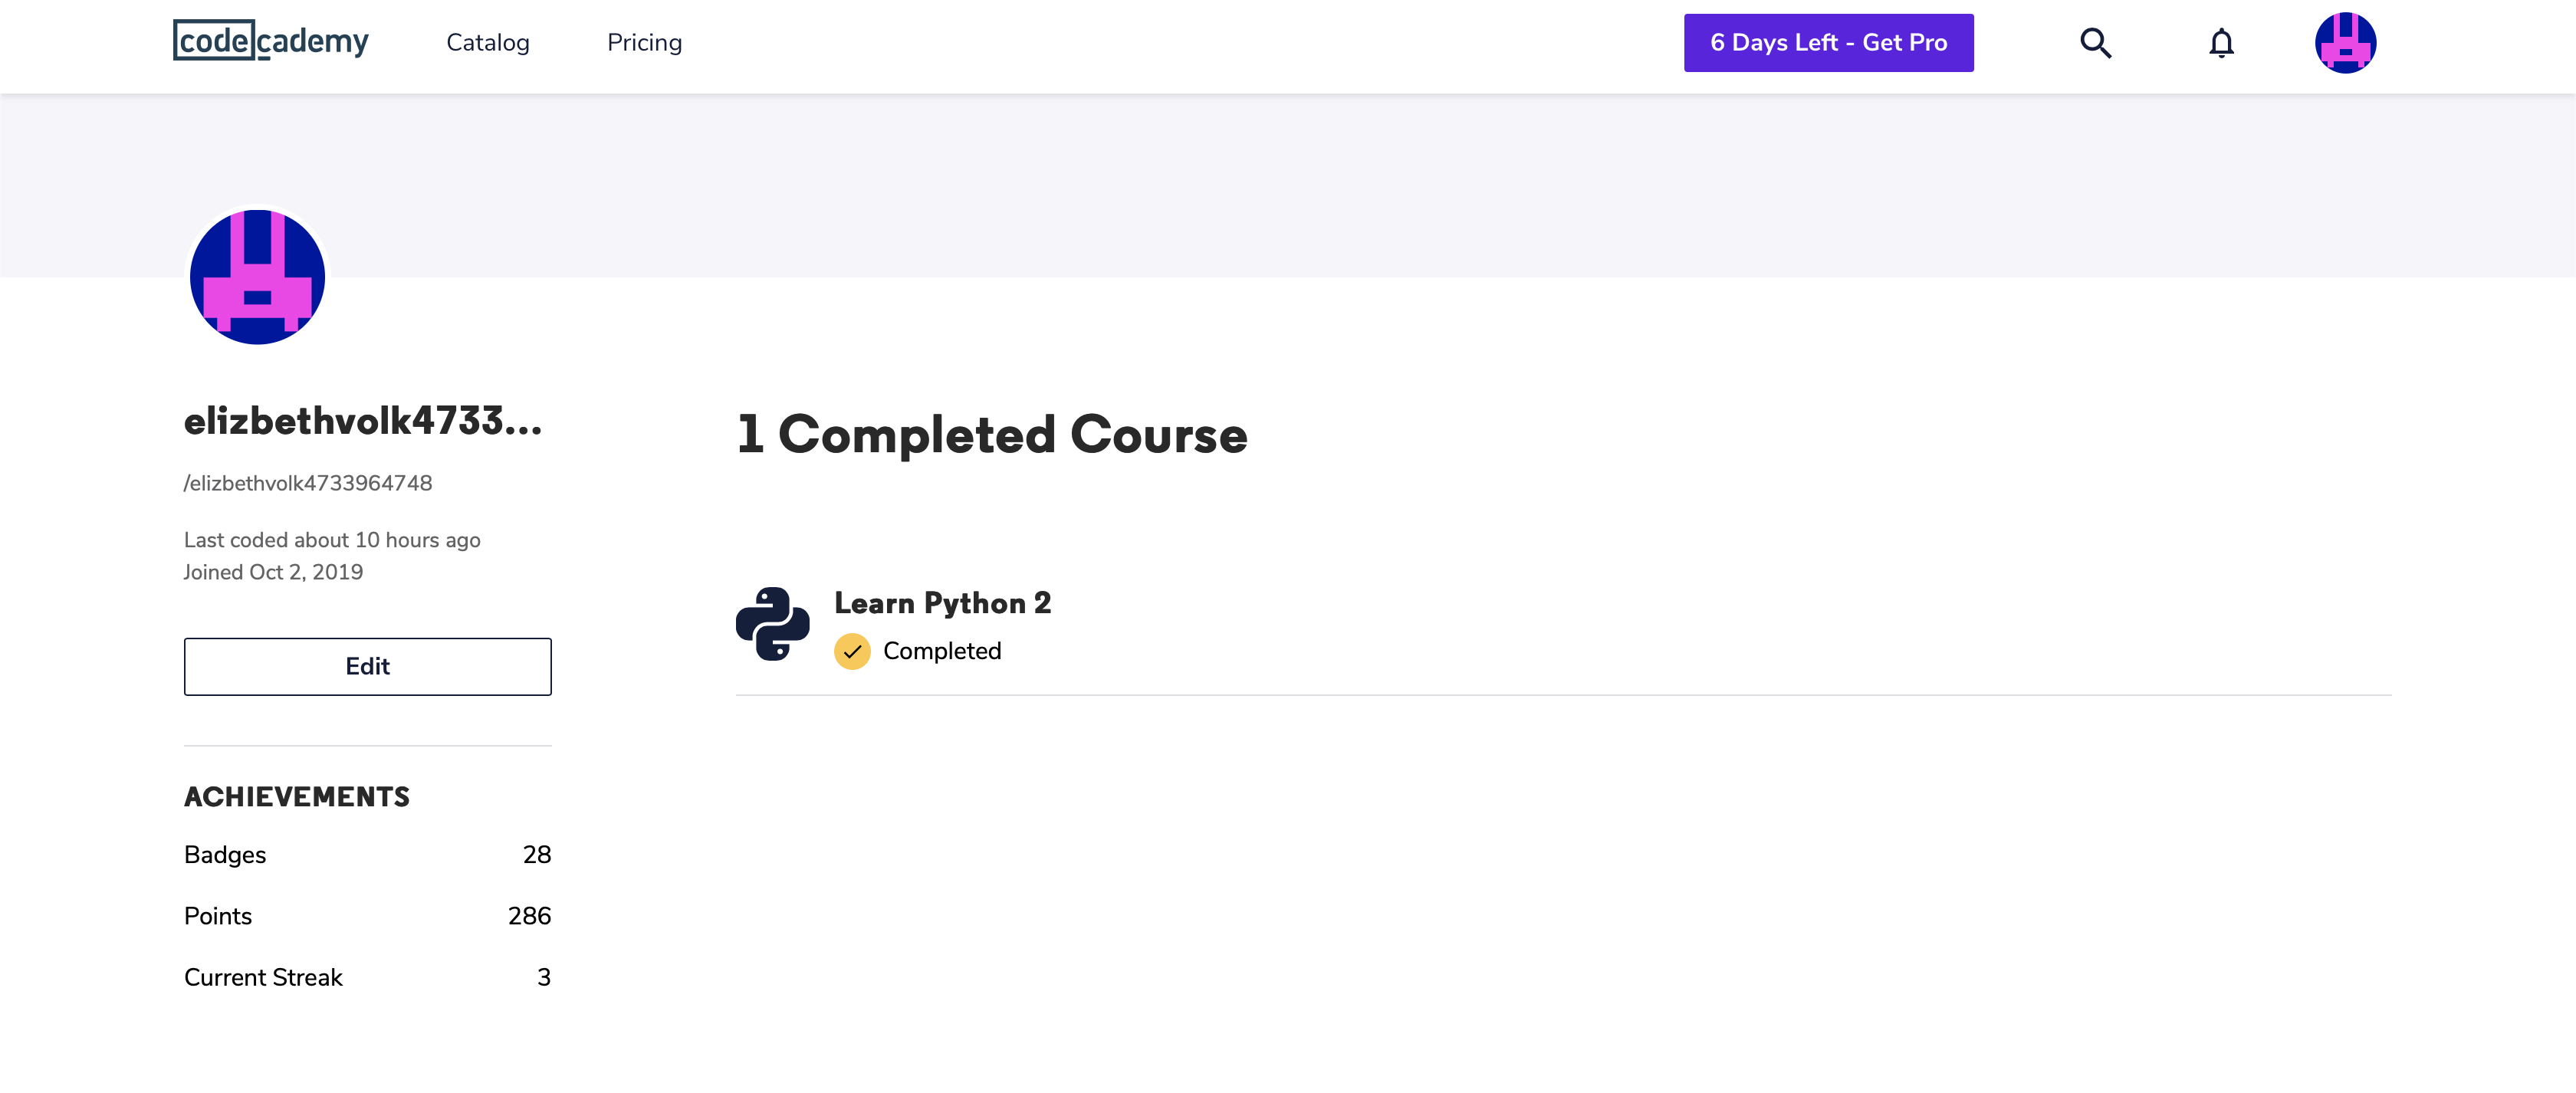 codecademy
Catalog
Pricing
6 Days Left - Get Pro
elizbethvolk4733...
/elizbethvolk4733964748
Last coded about 10 hours ago
Joined Oct 2, 2019
Edit
ACHIEVEMENTS
Badges 28
Points 286
Current Streak 3
1 Completed Course
Learn Python 2
Completed